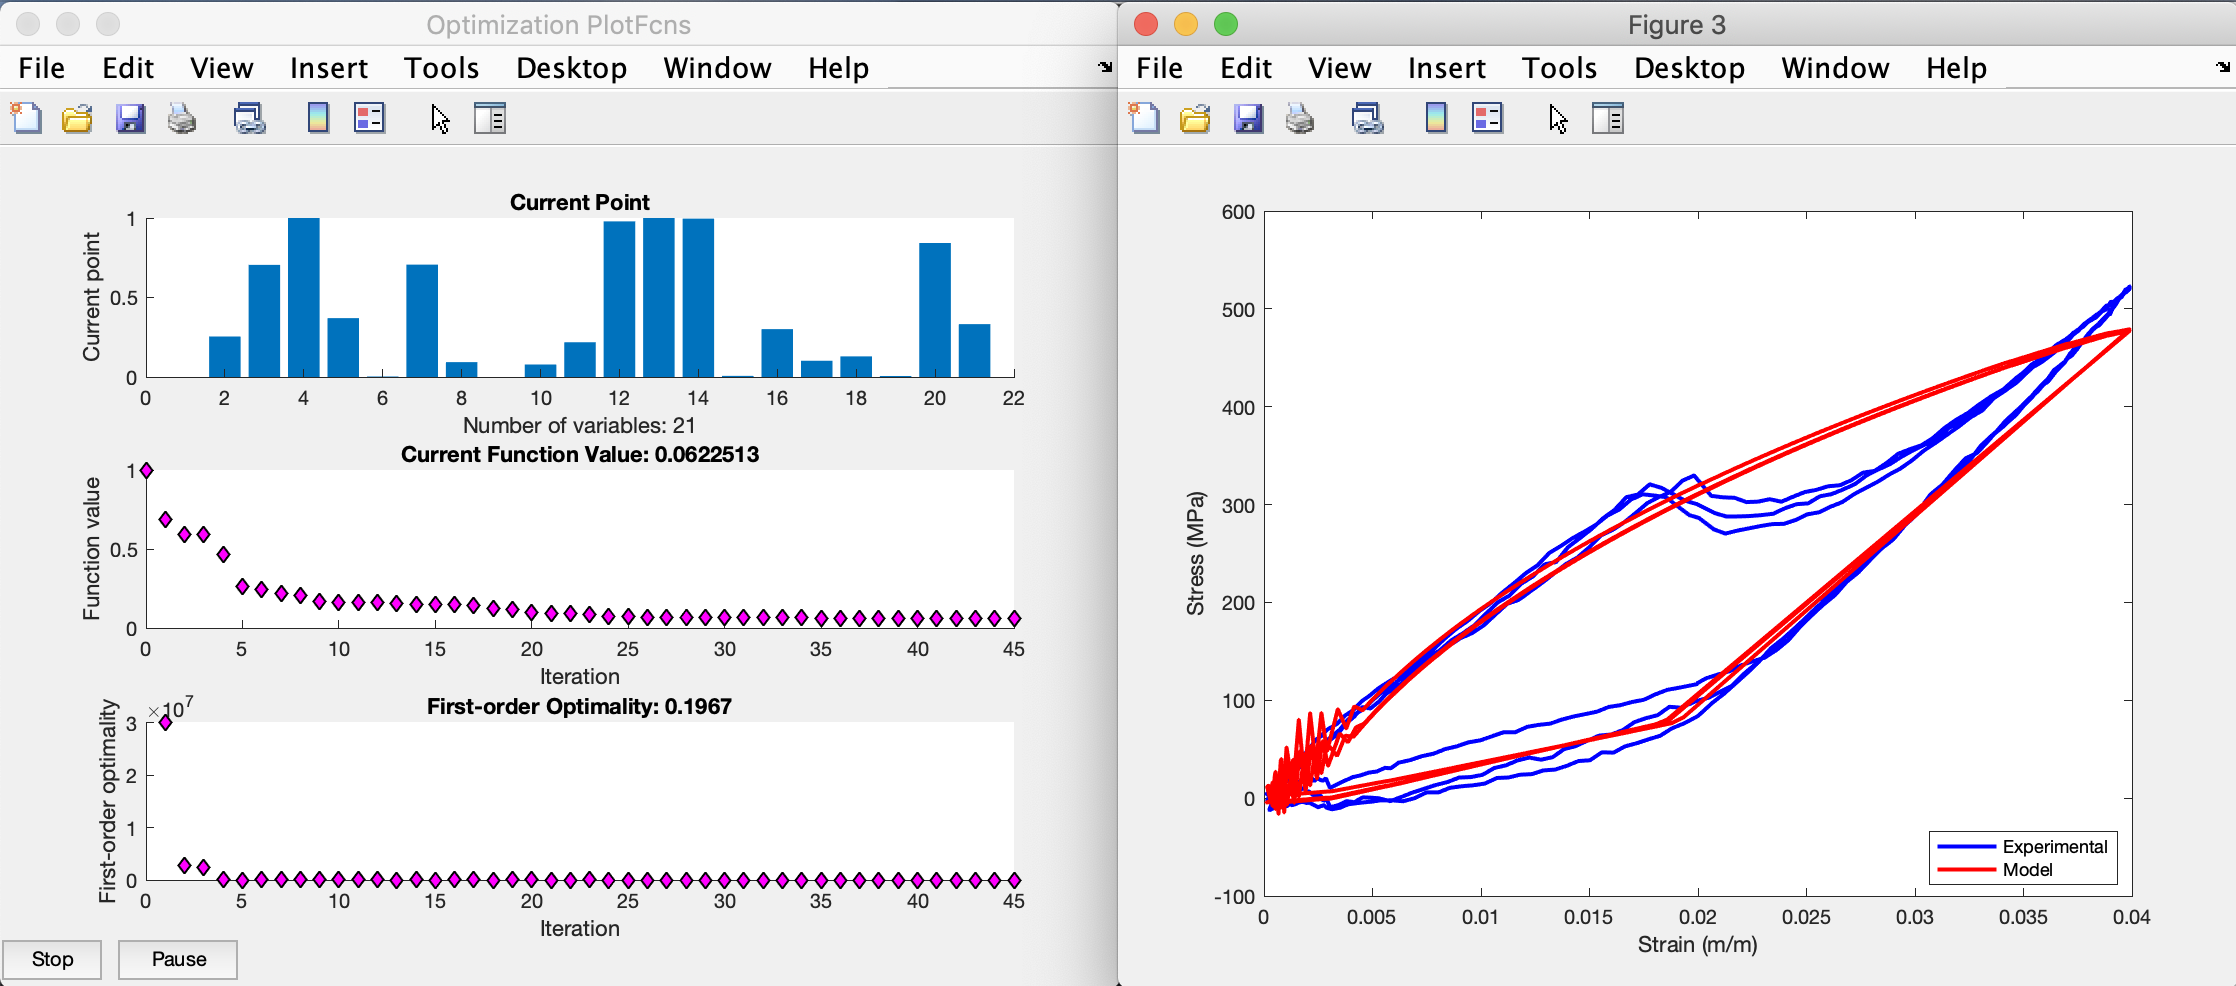 Optimization PlotFcns
File Edit View Insert Tools Desktop Window Help
Current Point
Current point
1
0.5
0
0 2 4 6 8 10 12 14 16 18 20 22
Number of variables: 21
Current Function Value: 0.0622513
Function value
1
0.5
0
0 5 10 15 20 25 30 35 40 45
Iteration
First-order Optimality: 0.1967
First-order optimality
×10^7
3
2
1
0
0 5 10 15 20 25 30 35 40 45
Iteration
Stop Pause
Figure 3
File Edit View Insert Tools Desktop Window Help
Stress (MPa)
600
500
400
300
200
100
0
-100
0 0.005 0.01 0.015 0.02 0.025 0.03 0.035 0.04
Strain (m/m)
Experimental
Model